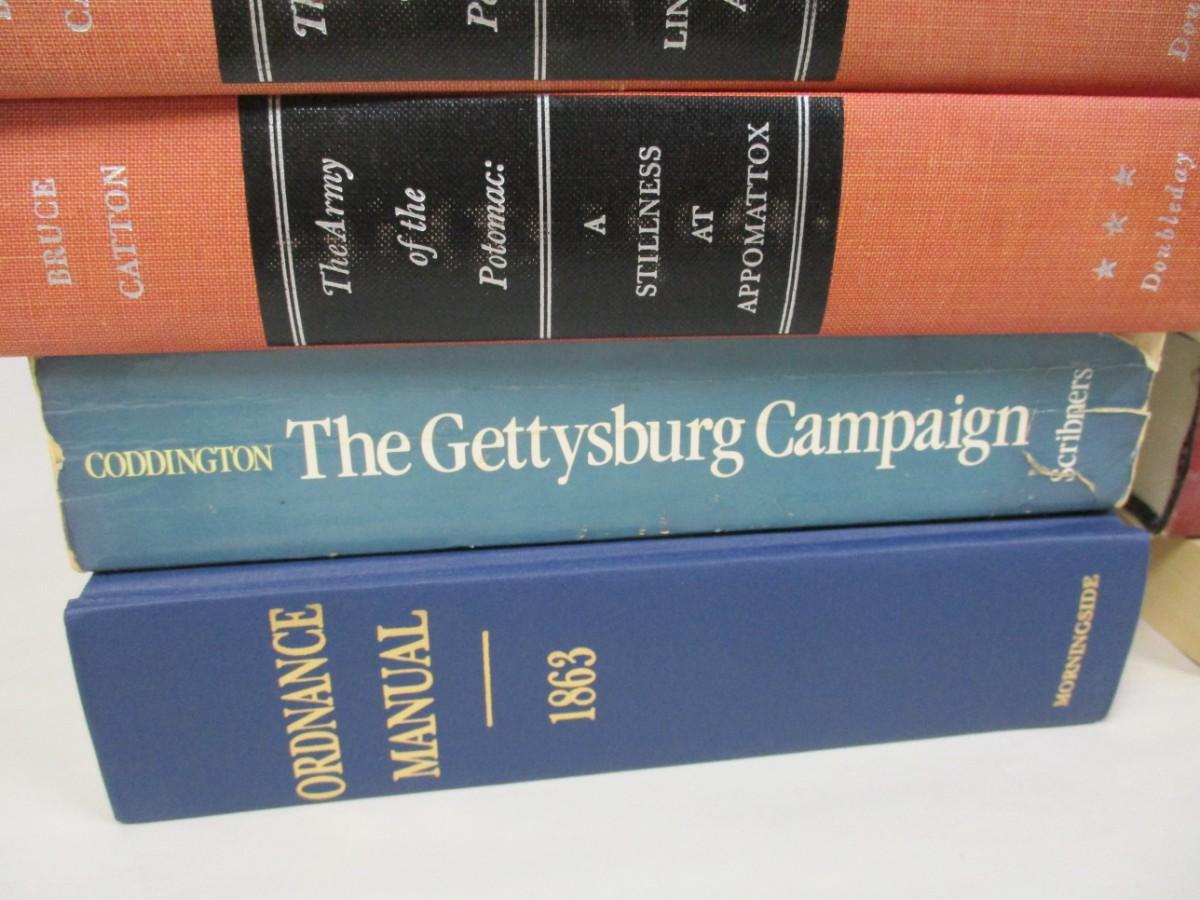 BRUCE
CATTON
The Army
of the
Potomac:
A
STILLNESS
AT
APPOMATTOX
Doubleday
CODDINGTON The Gettysburg Campaign Scribners
ORDNANCE
MANUAL
1863
MORNINGSIDE